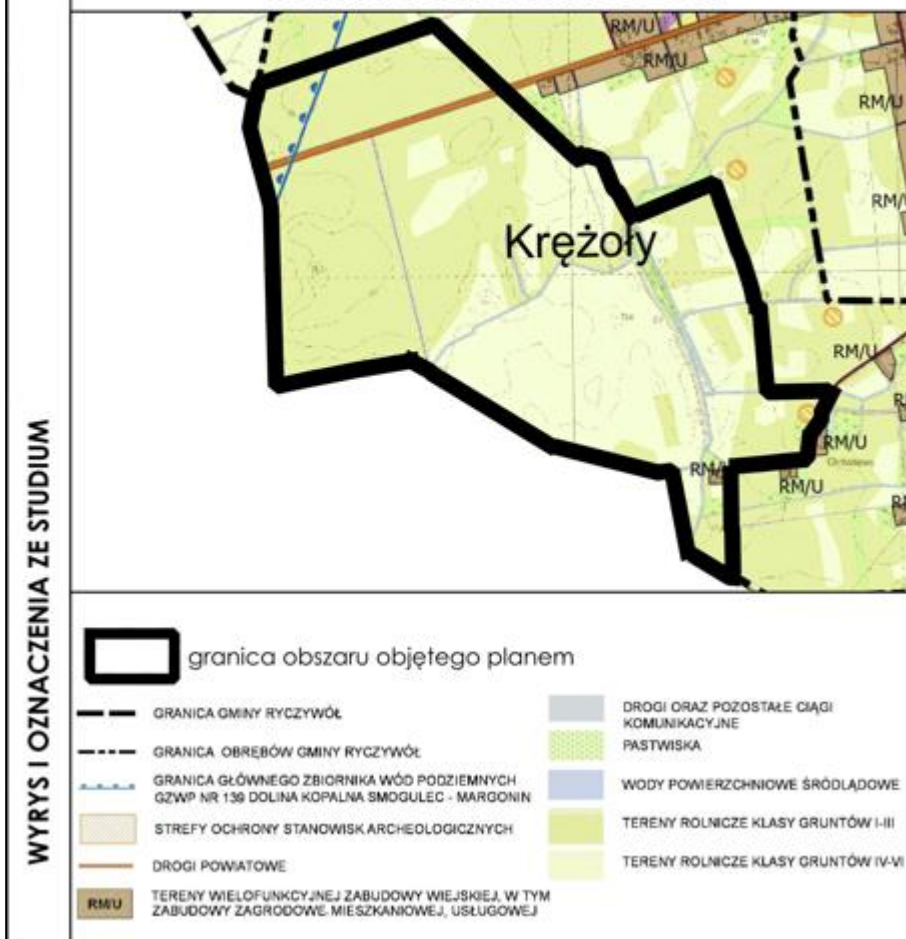 WYRYS I OZNACZENIA ZE STUDIUM
RM/U
RM/U
RM/U
RM/U
Krężoły
RM/U
RM/U
RM/U
RM/U
granica obszaru objętego planem
GRANICA GMINY RYCZYWÓŁ
GRANICA OBRĘBÓW GMINY RYCZYWÓŁ
GRANICA GŁÓWNEGO ZBIORNIKA WÓD PODZIEMNYCH
GZWP NR 139 DOLINA KOPALNA SMOGULEC - MARGONIN
STREFY OCHRONY STANOWISK ARCHEOLOGICZNYCH
DROGI POWIATOWE
RM/U
TERENY WIELOFUNKCYJNEJ ZABUDOWY WIEJSKIEJ, W TYM
ZABUDOWY ZAGRODOWE MIESZKANIOWEJ, USŁUGOWEJ
DROGI ORAZ POZOSTAŁE CIĄGI
KOMUNIKACYJNE
PASTWISKA
WODY POWIERZCHNIOWE ŚRÓDLĄDOWE
TERENY ROLNICZE KLASY GRUNTÓW I-III
TERENY ROLNICZE KLASY GRUNTÓW IV-VI